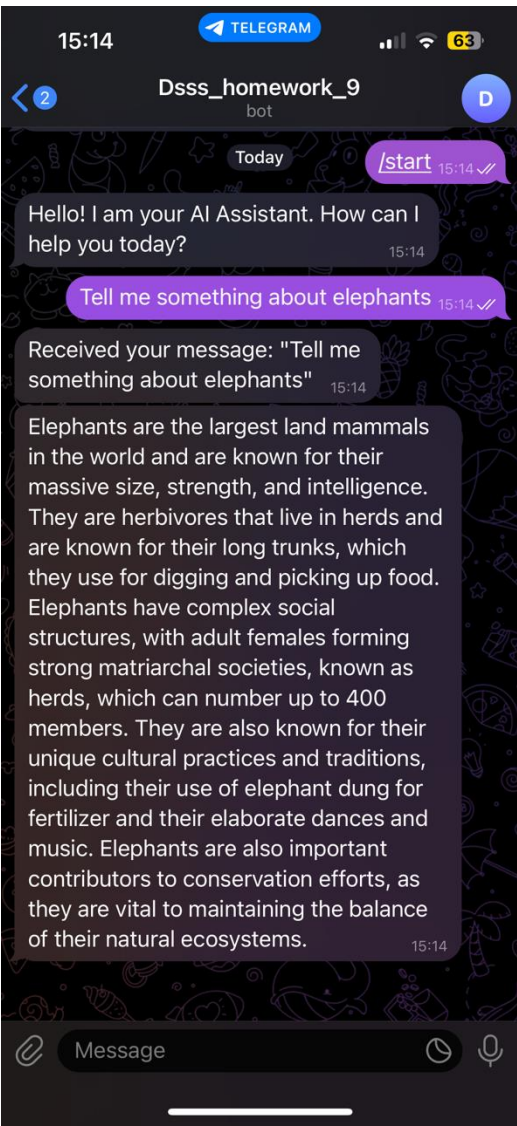 15:14
TELEGRAM
63
2
Dsss_homework_9
bot
D
Today
/start 15:14
Hello! I am your AI Assistant. How can I
help you today?
15:14
Tell me something about elephants 15:14
Received your message: "Tell me
something about elephants" 15:14
Elephants are the largest land mammals
in the world and are known for their
massive size, strength, and intelligence.
They are herbivores that live in herds and
are known for their long trunks, which
they use for digging and picking up food.
Elephants have complex social
structures, with adult females forming
strong matriarchal societies, known as
herds, which can number up to 400
members. They are also known for their
unique cultural practices and traditions,
including their use of elephant dung for
fertilizer and their elaborate dances and
music. Elephants are also important
contributors to conservation efforts, as
they are vital to maintaining the balance
of their natural ecosystems.
15:14
Message